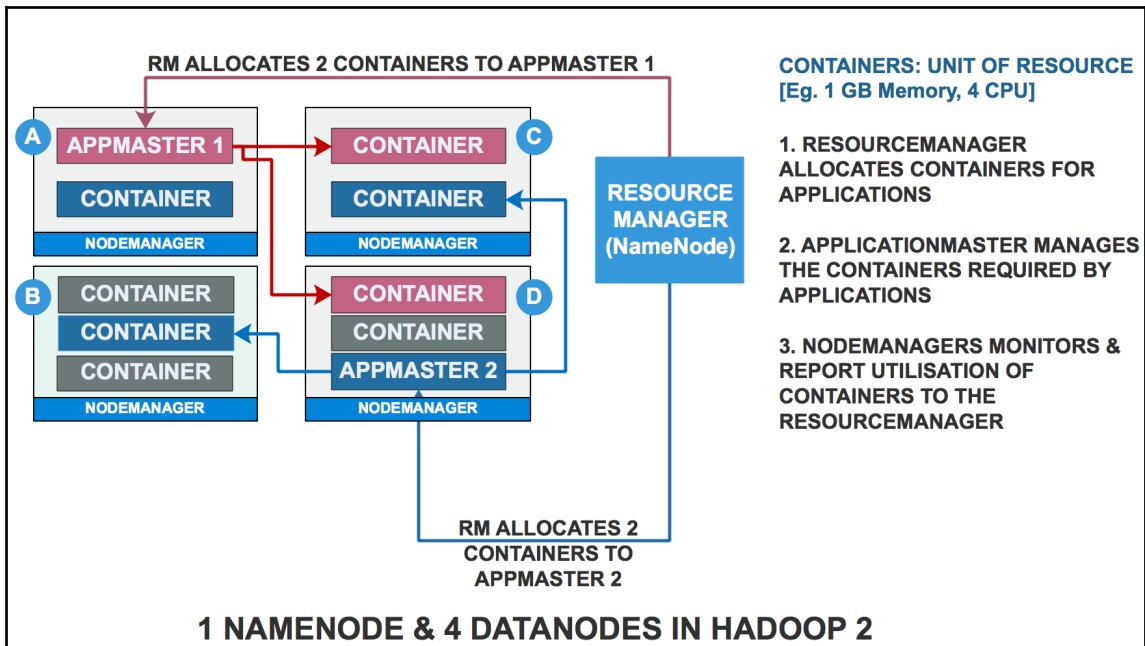 RM ALLOCATES 2 CONTAINERS TO APPMASTER 1
A
APPMASTER 1
CONTAINER
NODEMANAGER
C
CONTAINER
CONTAINER
NODEMANAGER
B
CONTAINER
CONTAINER
CONTAINER
NODEMANAGER
D
CONTAINER
CONTAINER
APPMASTER 2
NODEMANAGER
RESOURCE
MANAGER
(NameNode)
RM ALLOCATES 2
CONTAINERS TO
APPMASTER 2
CONTAINERS: UNIT OF RESOURCE
[Eg. 1 GB Memory, 4 CPU]
1. RESOURCEMANAGER
ALLOCATES CONTAINERS FOR
APPLICATIONS
2. APPLICATIONMASTER MANAGES
THE CONTAINERS REQUIRED BY
APPLICATIONS
3. NODEMANAGERS MONITORS &
REPORT UTILISATION OF
CONTAINERS TO THE
RESOURCEMANAGER
1 NAMENODE & 4 DATANODES IN HADOOP 2